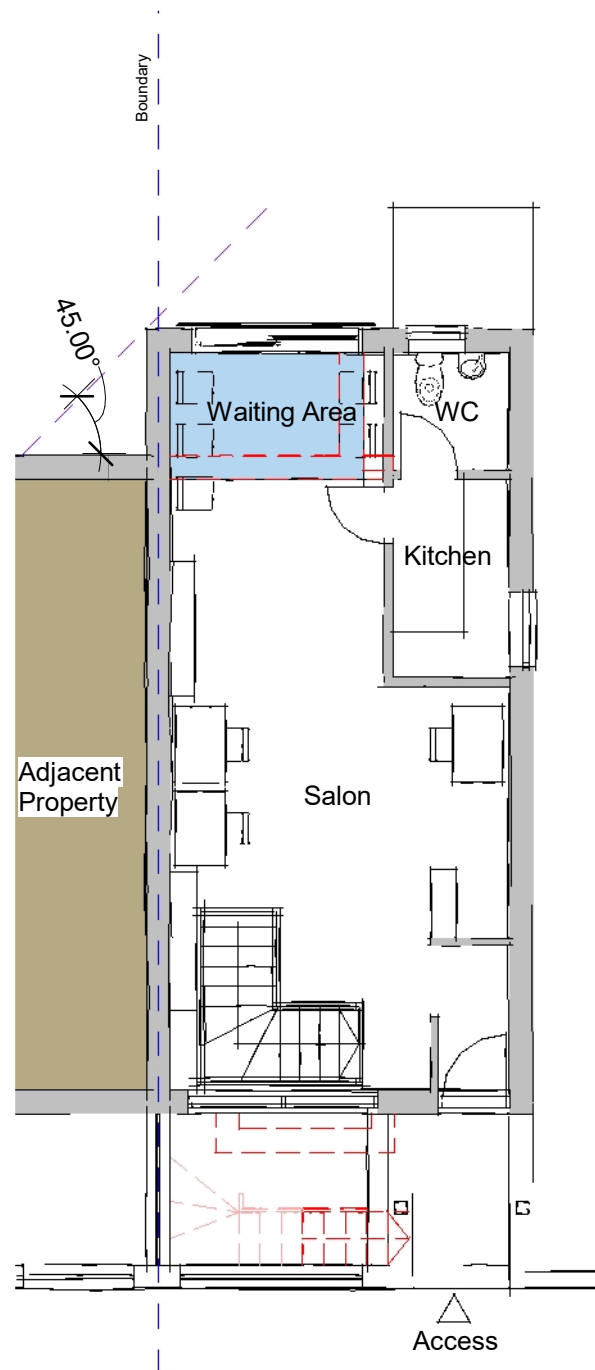 Boundary
45.00°
Waiting Area
WC
Kitchen
Adjacent
Property
Salon
Access